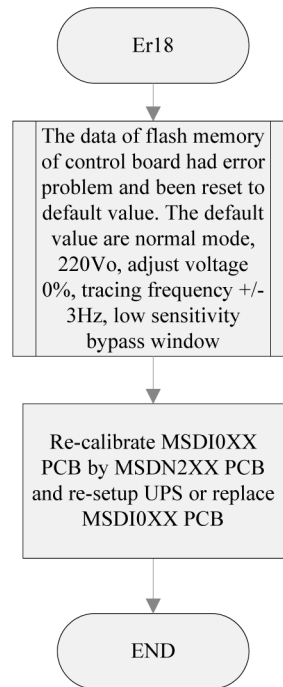 Er18
The data of flash memory
of control board had error
problem and been reset to
default value. The default
value are normal mode,
220Vo, adjust voltage
0%, tracing frequency +/-
3Hz, low sensitivity
bypass window
Re-calibrate MSDI0XX
PCB by MSDN2XX PCB
and re-setup UPS or replace
MSDI0XX PCB
END